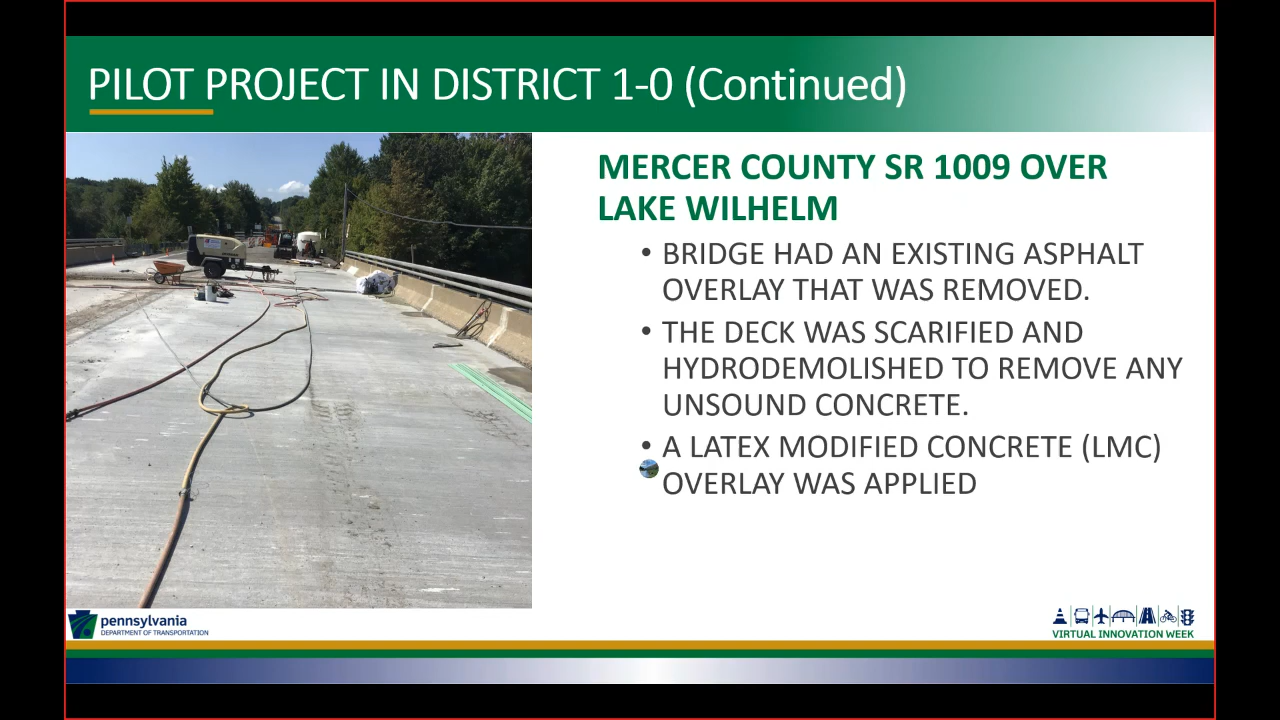 PILOT PROJECT IN DISTRICT 1-0 (Continued)
MERCER COUNTY SR 1009 OVER
LAKE WILHELM
• BRIDGE HAD AN EXISTING ASPHALT
OVERLAY THAT WAS REMOVED.
• THE DECK WAS SCARIFIED AND
HYDRODEMOLISHED TO REMOVE ANY
UNSOUND CONCRETE.
• A LATEX MODIFIED CONCRETE (LMC)
OVERLAY WAS APPLIED
pennsylvania
DEPARTMENT OF TRANSPORTATION
VIRTUAL INNOVATION WEEK